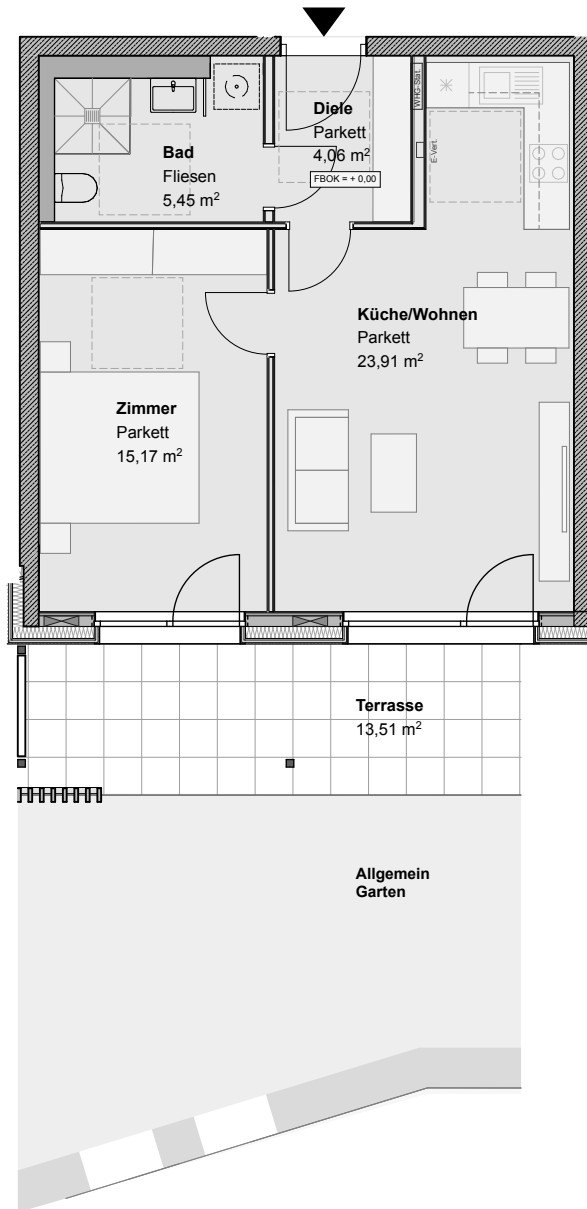 Diele
Parkett
4,06 m²
FBOK = + 0,00
WHG-Stat.
E-Vert.
Bad
Fliesen
5,45 m²
Küche/Wohnen
Parkett
23,91 m²
Zimmer
Parkett
15,17 m²
Terrasse
13,51 m²
Allgemein
Garten